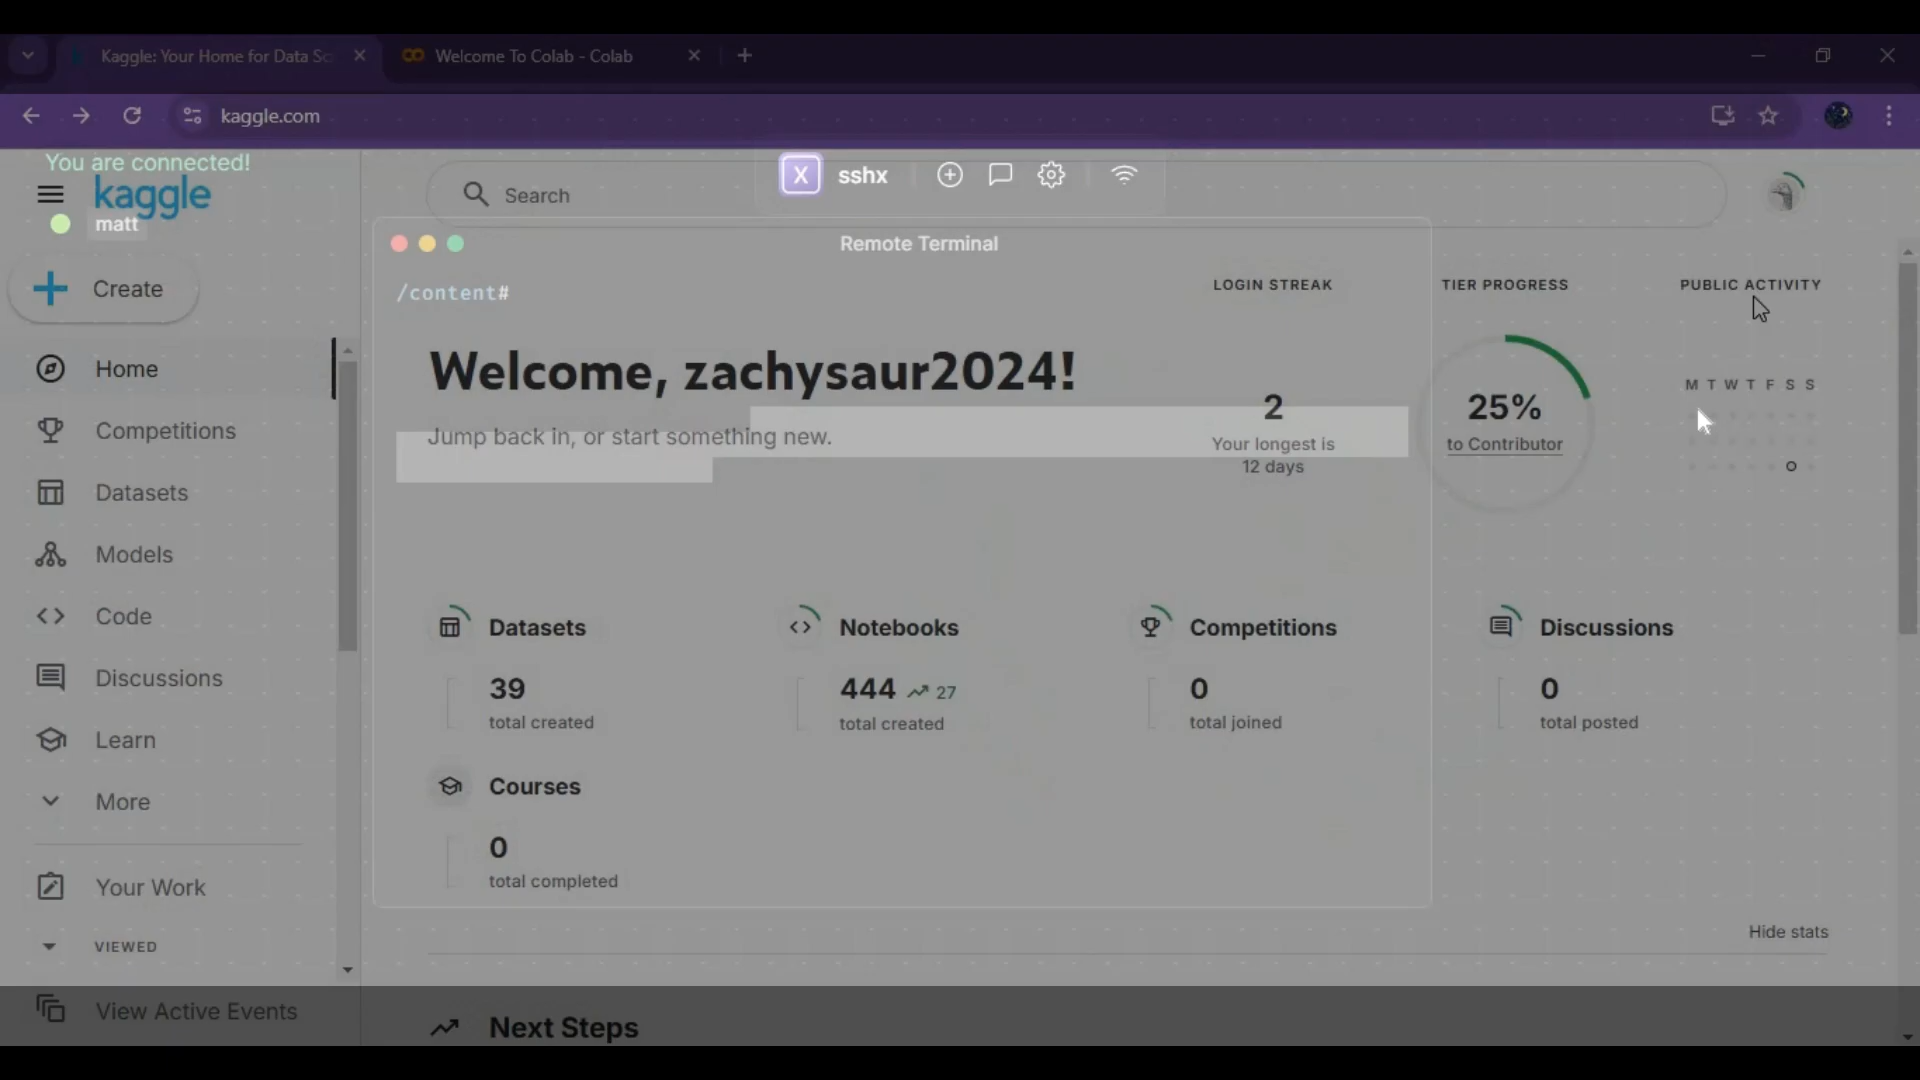 Kaggle: Your Home for Data Sc
Welcome To Colab - Colab
kaggle.com
You are connected!
kaggle
matt
X sshx
Search
Remote Terminal
/content#
Create
Home
Competitions
Datasets
Models
Code
Discussions
Learn
More
Your Work
VIEWED
View Active Events
LOGIN STREAK
TIER PROGRESS
PUBLIC ACTIVITY
Welcome, zachysaur2024!
Jump back in, or start something new.
2
Your longest is
12 days
25%
to Contributor
M T W T F S S
Datasets
39
total created
Notebooks
444 27
total created
Competitions
0
total joined
Discussions
0
total posted
Courses
0
total completed
Hide stats
Next Steps